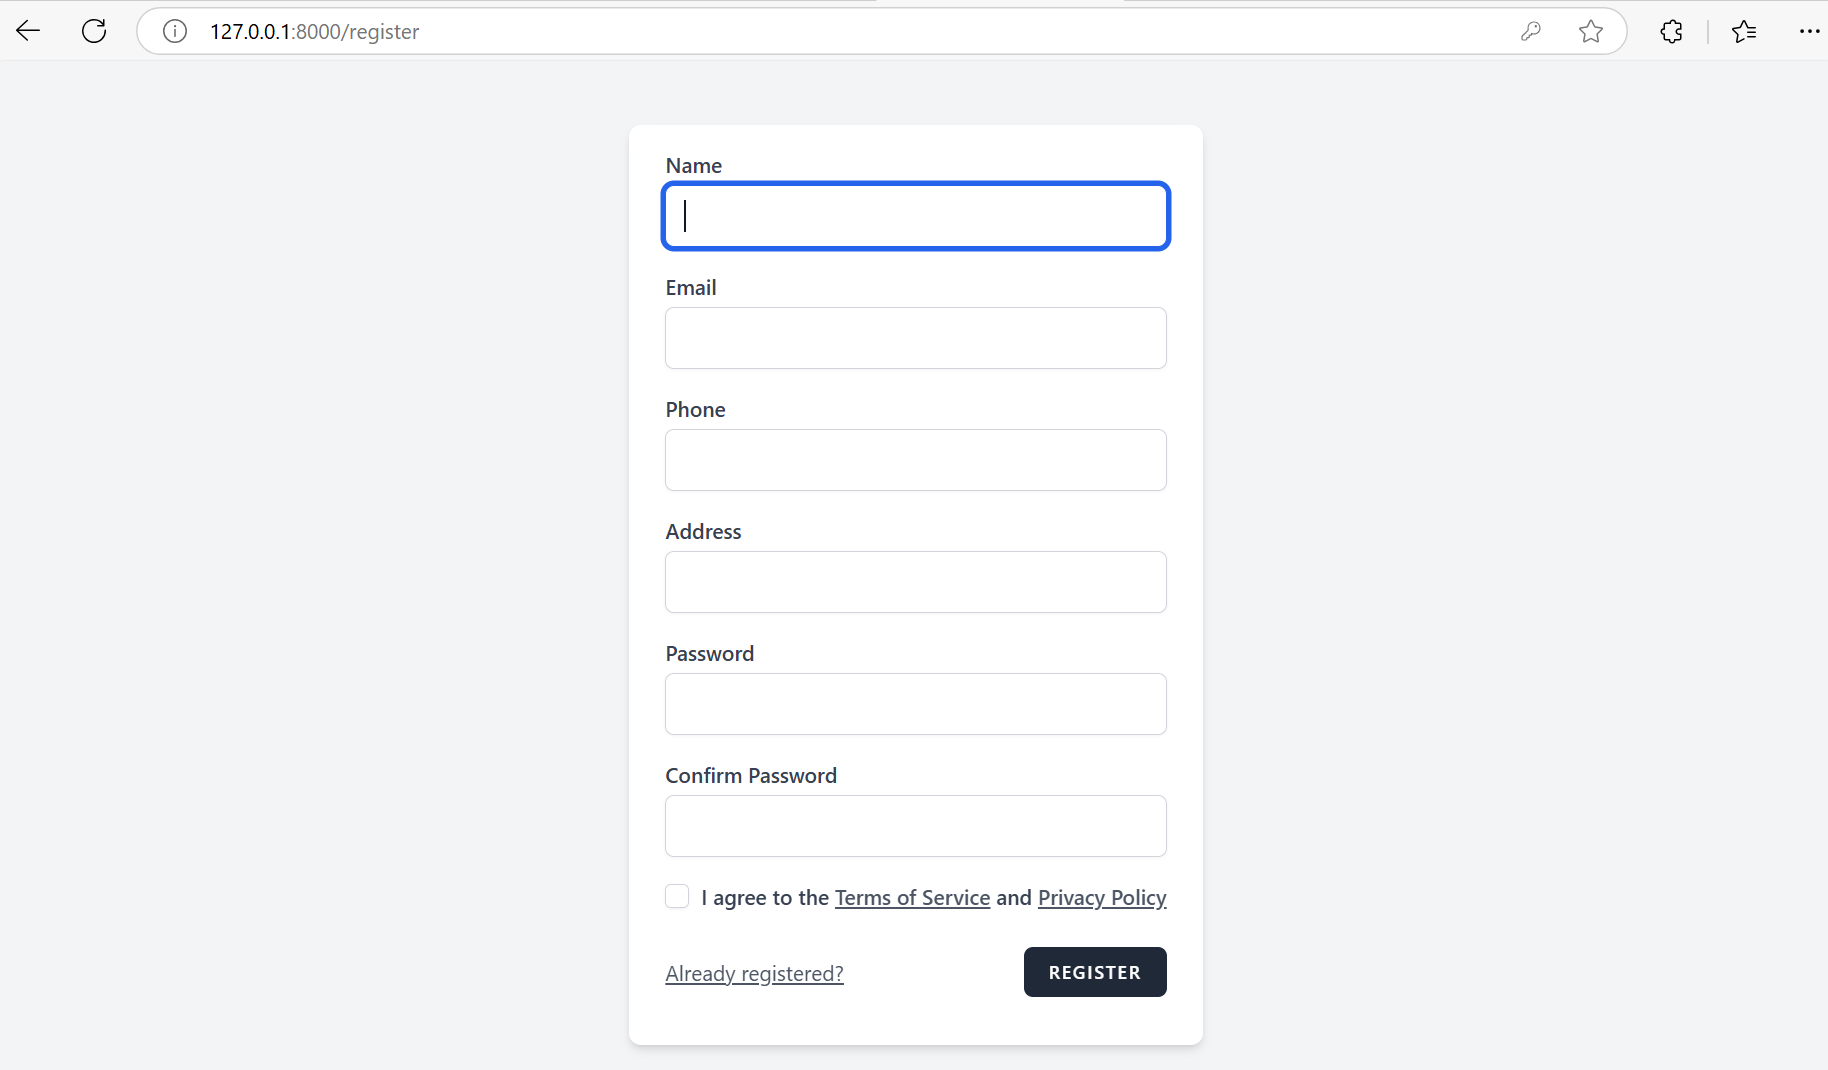 127.0.0.1:8000/register
Name
Email
Phone
Address
Password
Confirm Password
I agree to the Terms of Service and Privacy Policy
Already registered?
REGISTER